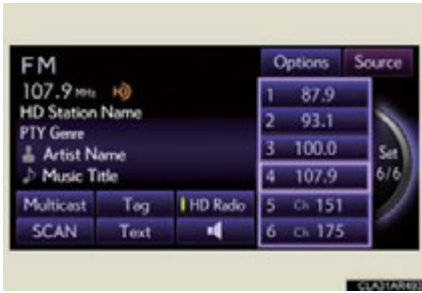 FM
107.9 MHz HD
HD Station Name
PTY Genre
Artist Name
Music Title
Multicast Tag HD Radio
SCAN Text
Options Source
1 87.9
2 93.1
3 100.0
4 107.9
5 Ch 151
6 Ch 175
Set
6/6
CLA31AR493